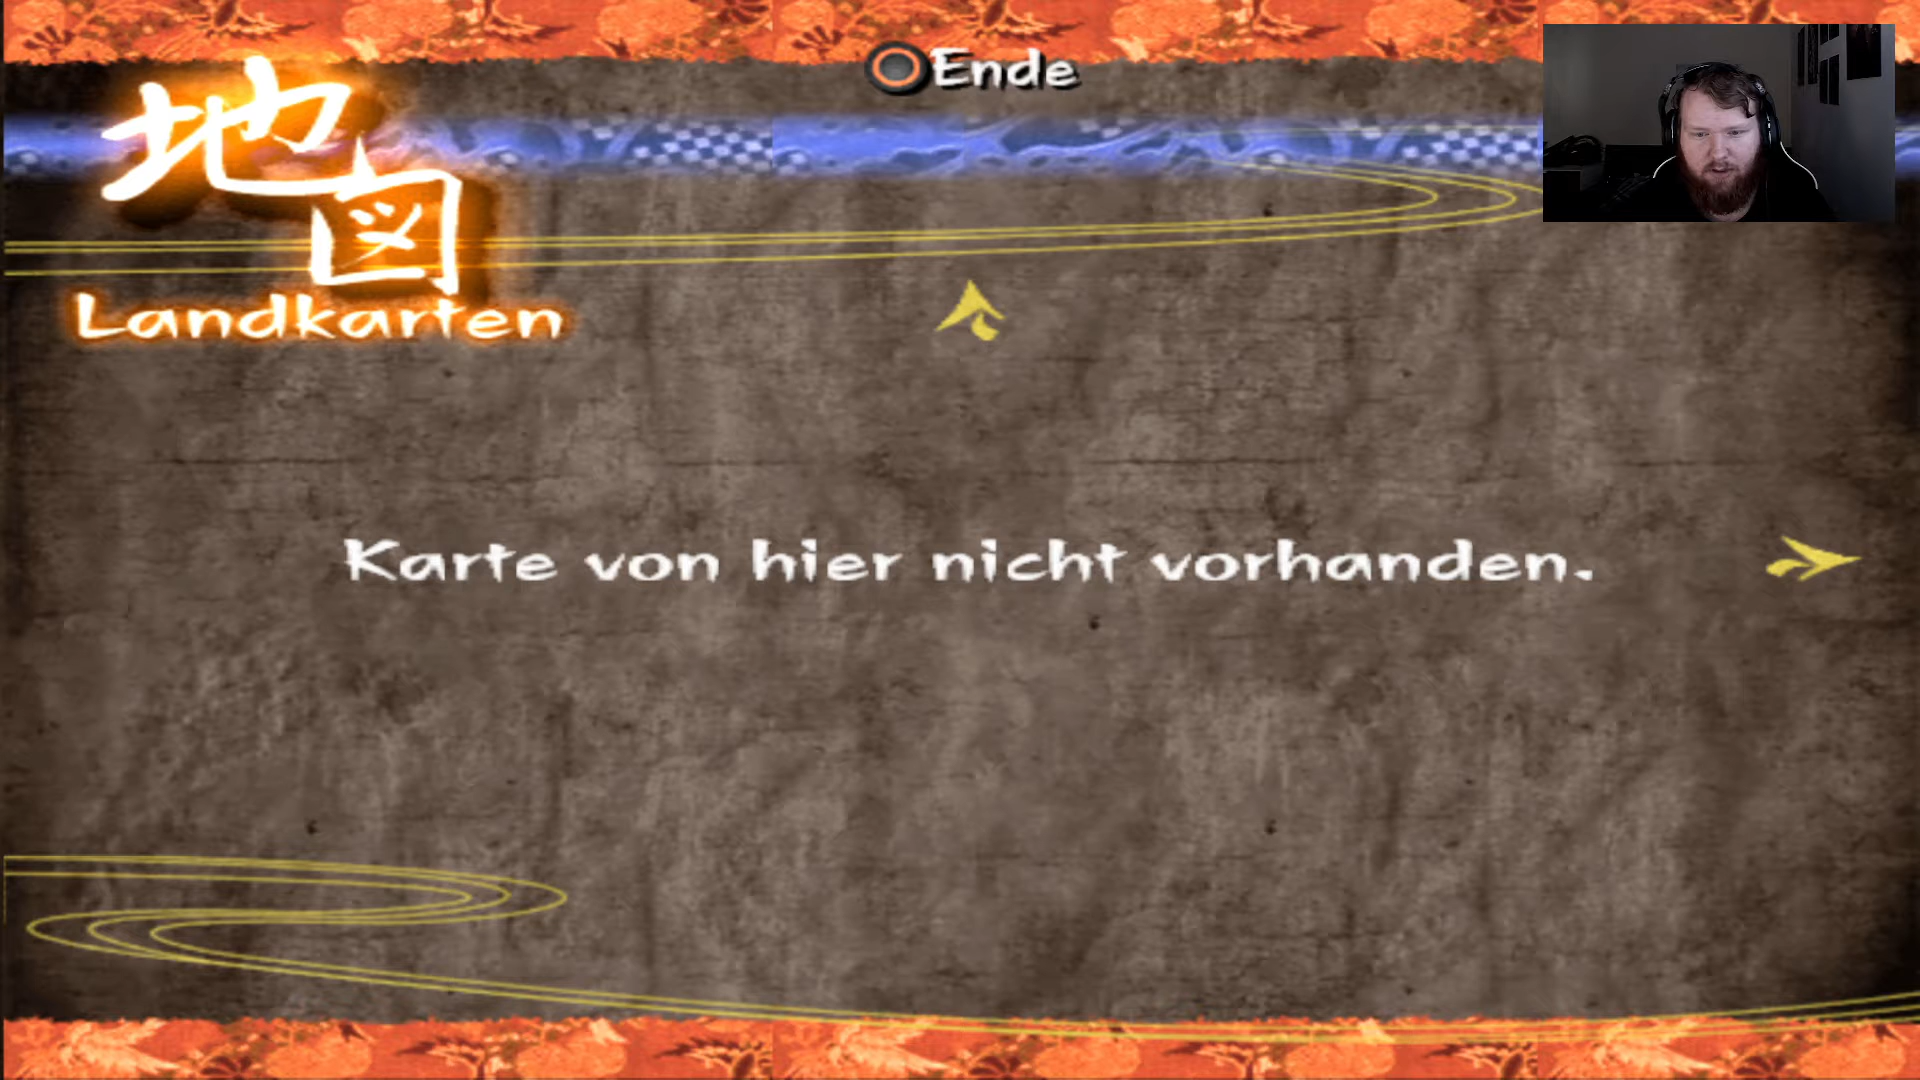 Ende
地図
Landkarten
Karte von hier nicht vorhanden.